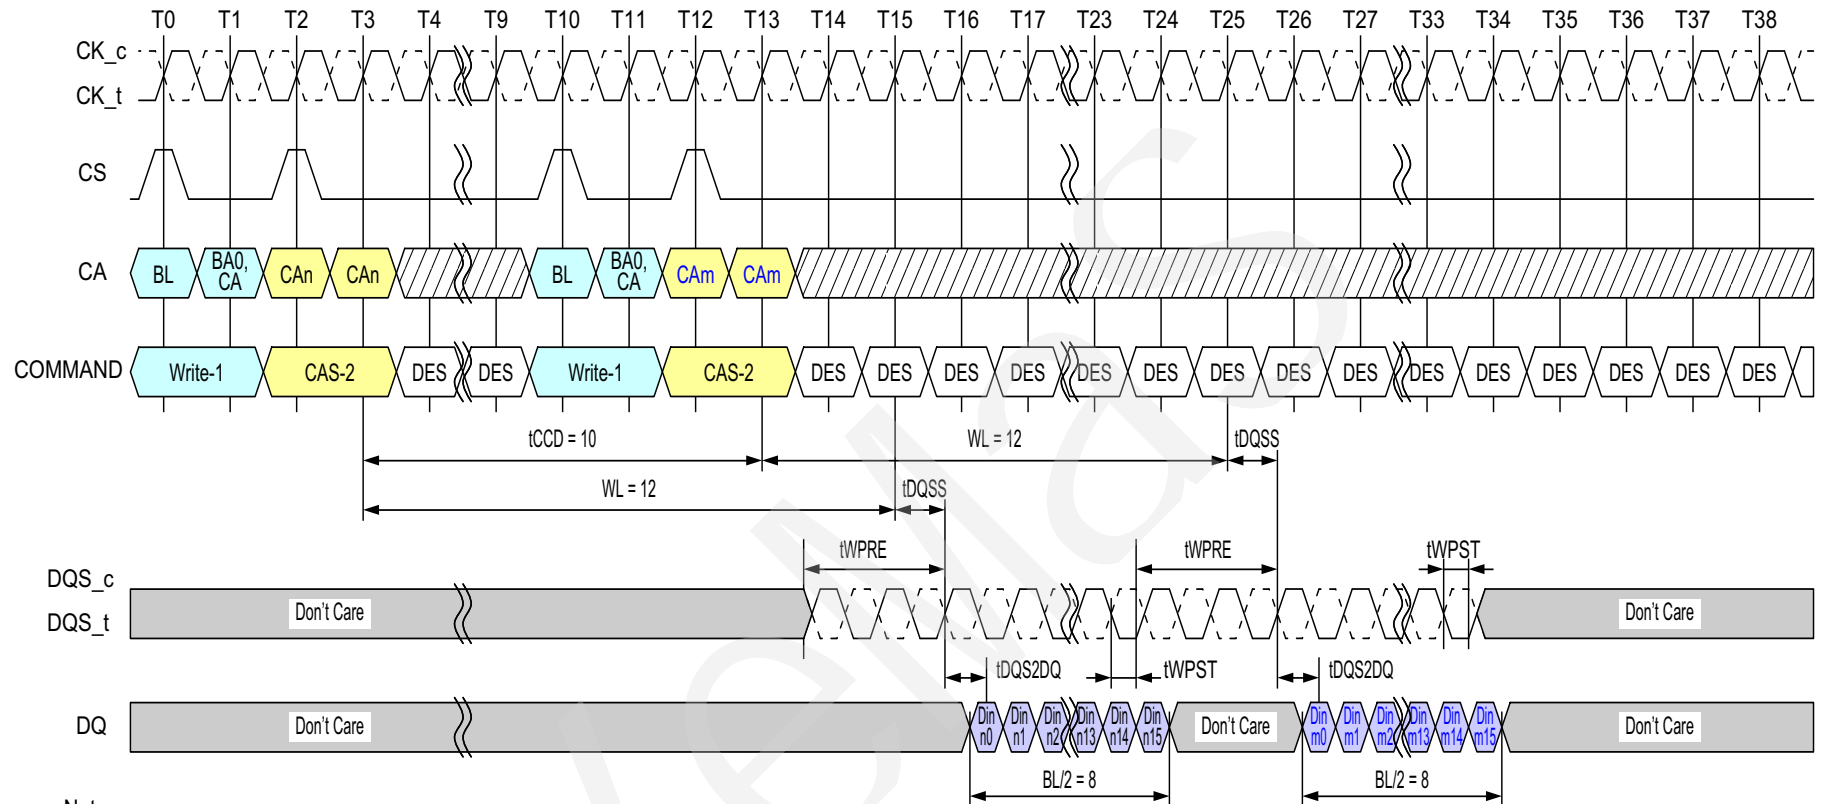 T0 T1 T2 T3 T4 T9 T10 T11 T12 T13 T14 T15 T16 T17 T23 T24 T25 T26 T27 T33 T34 T35 T36 T37 T38
CK_c
CK_t
CS
CA BL BA0, CA CAn CAn BL BA0, CA CAm CAm
COMMAND Write-1 CAS-2 DES DES Write-1 CAS-2 DES DES DES DES DES DES DES DES DES DES DES DES DES DES DES
tCCD = 10 WL = 12 tDQSS
WL = 12 tDQSS
tWPRE tWPRE tWPST
DQS_c
DQS_t Don't Care Don't Care
tDQS2DQ tWPST tDQS2DQ
DQ Don't Care Din n0 Din n1 Din n2 Din n13 Din n14 Din n15 Don't Care Din m0 Din m1 Din m2 Din m13 Din m14 Din m15 Don't Care
BL/2 = 8 BL/2 = 8